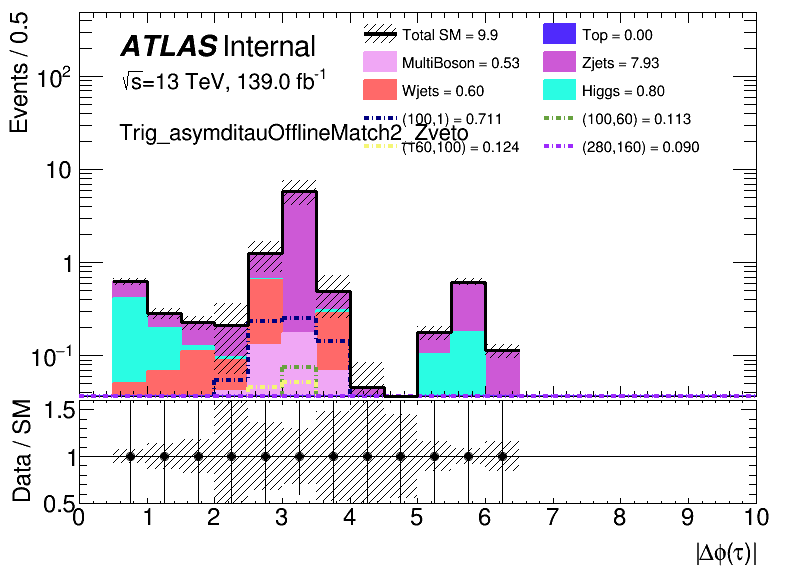 ATLAS Internal
√s=13 TeV, 139.0 fb⁻¹
Trig_asymditauOfflineMatch2_Zveto
Total SM = 9.9
Top = 0.00
MultiBoson = 0.53
Zjets = 7.93
Wjets = 0.60
Higgs = 0.80
(100,1) = 0.711
(100,60) = 0.113
(160,100) = 0.124
(280,160) = 0.090
Events / 0.5
10²
10
1
10⁻¹
Data / SM
1.5
1
0.5
0 1 2 3 4 5 6 7 8 9 10
|Δϕ(τ)|